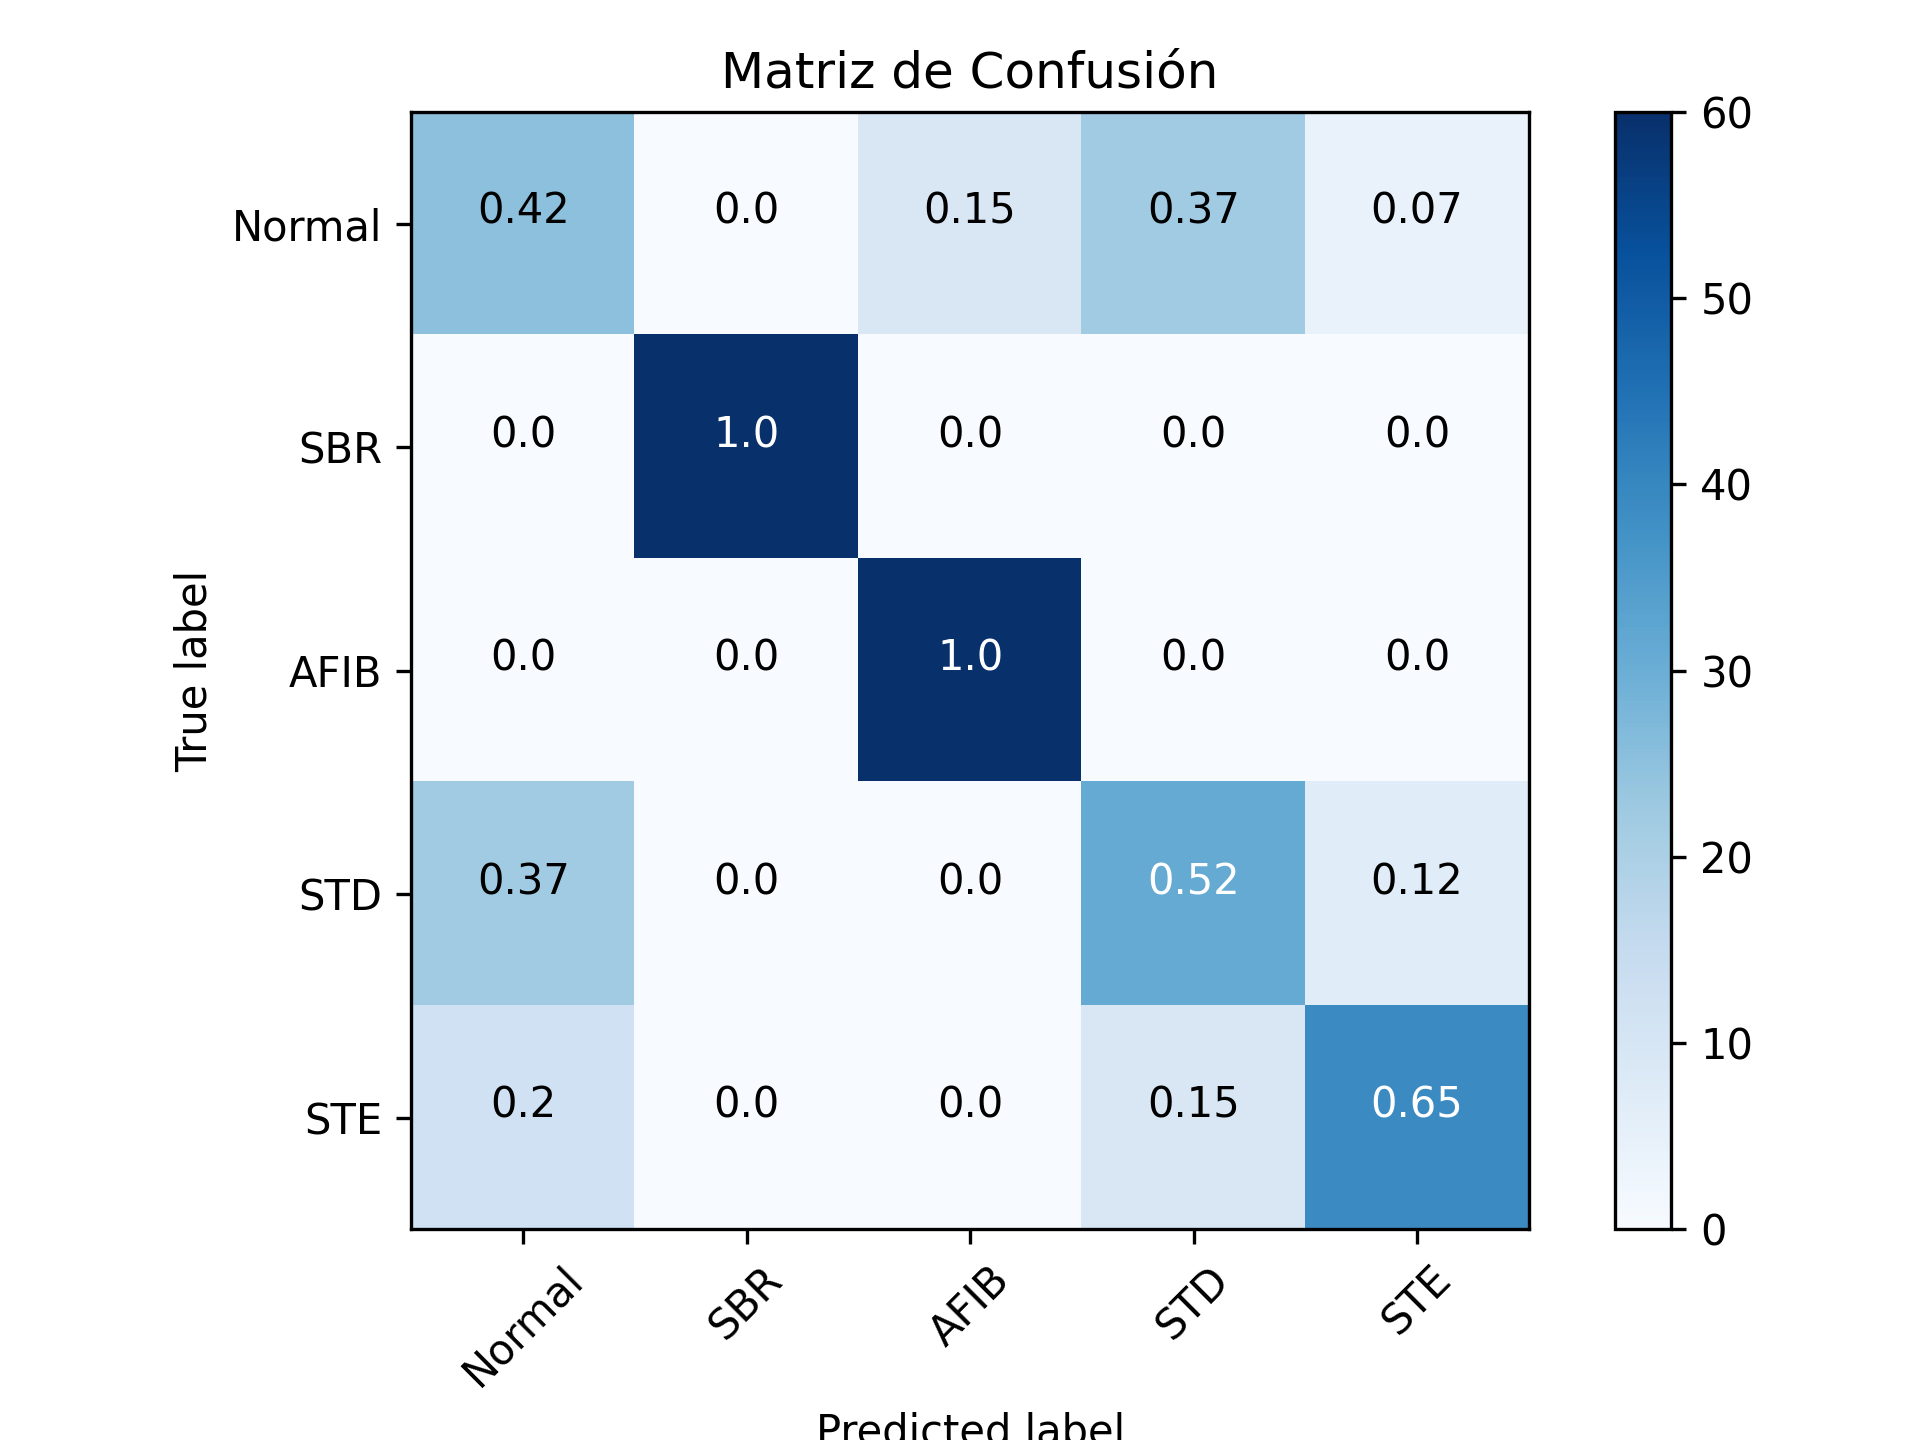 Matriz de Confusión
Normal 0.42 0.0 0.15 0.37 0.07
SBR 0.0 1.0 0.0 0.0 0.0
AFIB 0.0 0.0 1.0 0.0 0.0
STD 0.37 0.0 0.0 0.52 0.12
STE 0.2 0.0 0.0 0.15 0.65
True label
Normal SBR AFIB STD STE
Predicted label
60
50
40
30
20
10
0